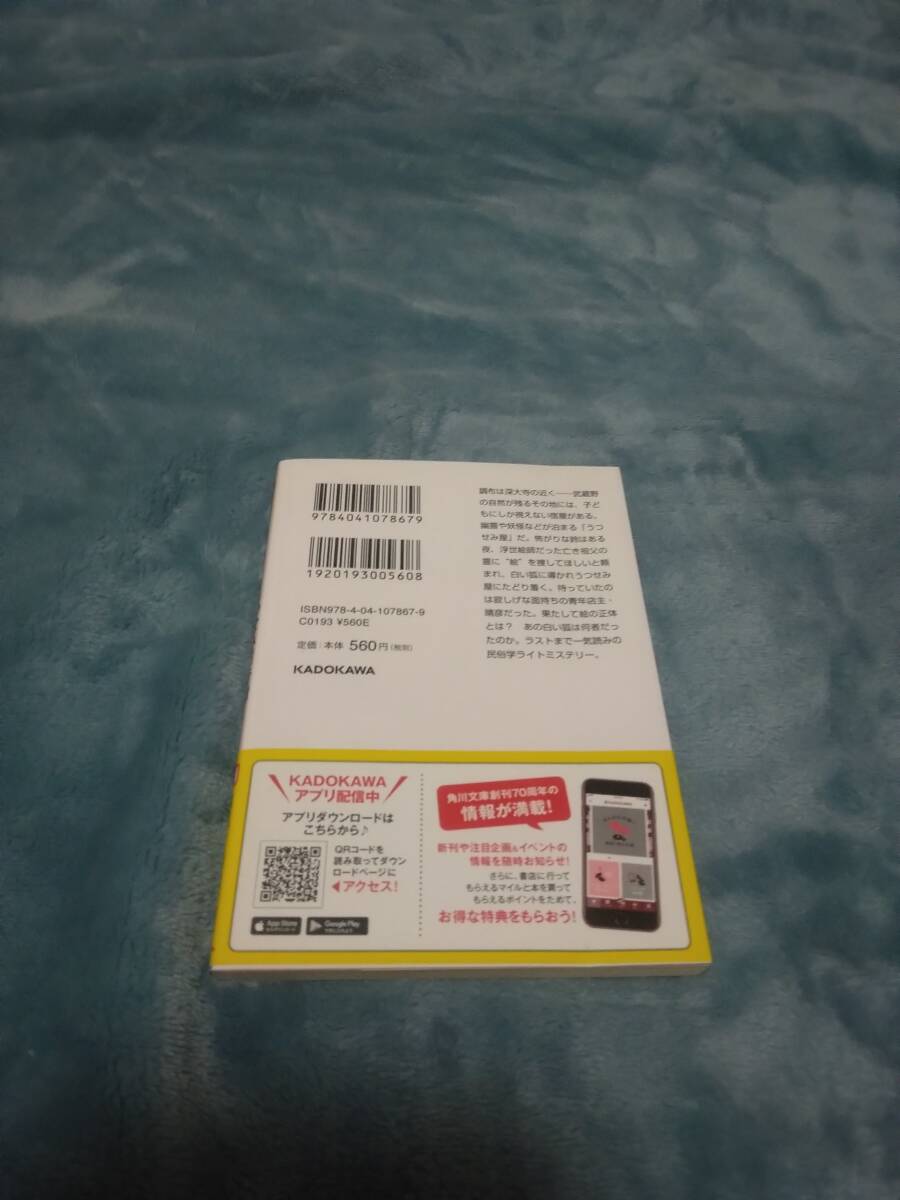 9784041078679
1920193005608
ISBN978-4-04-107867-9
C0193 ¥560E
定価:本体 560円(税別)
KADOKAWA
調布は深大寺の近く――武蔵野
の自然が残るその地には、子ど
もにしか視えない宿屋がある。
幽霊や妖怪などが泊まる「うつ
せみ屋」だ。怖がりな鈴はある
夜、浮世絵師だった亡き祖父の
霊に“絵”を捜してほしいと頼
まれ、白い狐に導かれうつせみ
屋にたどり着く。待っていたの
は寂しげな面持ちの青年店主・
晴彦だった。果たして絵の正体
とは? あの白い狐は何者だっ
たのか。ラストまで一気読みの
民俗学ライトミステリー。
KADOKAWA
アプリ配信中
アプリダウンロードは
こちらから♪
QRコードを
読み取ってダウン
ロードページに
アクセス!
App Store
Google Play
角川文庫創刊70周年の
情報が満載!
新刊や注目企画&イベントの
情報を随時お知らせ!
さらに、書店に行って
もらえるマイルと本を買って
もらえるポイントをためて、
お得な特典をもらおう!